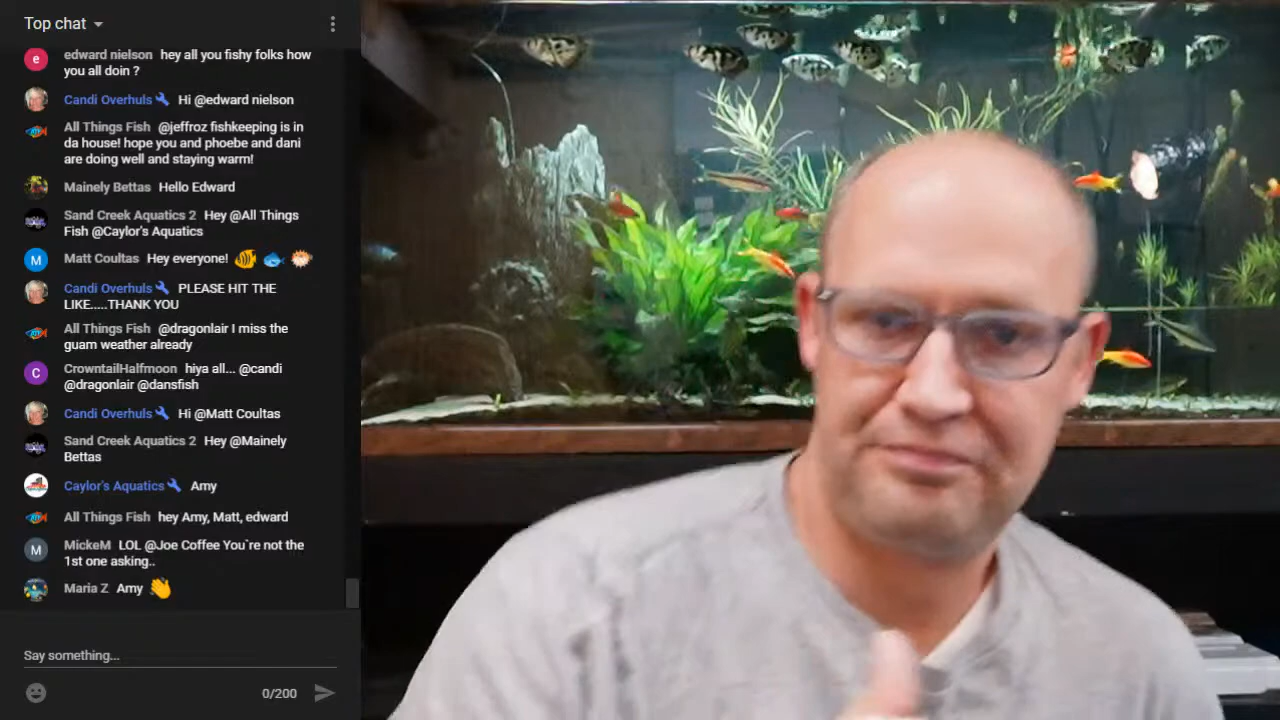 Top chat
edward nielson hey all you fishy folks how
you all doin ?
Candi Overhuls Hi @edward nielson
All Things Fish @jeffroz fishkeeping is in
da house! hope you and phoebe and dani
are doing well and staying warm!
Mainely Bettas Hello Edward
Sand Creek Aquatics 2 Hey @All Things
Fish @Caylor's Aquatics
M Matt Coultas Hey everyone! 🐠 🐟 🐡
Candi Overhuls PLEASE HIT THE
LIKE.....THANK YOU
All Things Fish @dragonlair I miss the
guam weather already
C CrowntailHalfmoon hiya all... @candi
@dragonlair @dansfish
Candi Overhuls Hi @Matt Coultas
Sand Creek Aquatics 2 Hey @Mainely
Bettas
Caylor's Aquatics Amy
All Things Fish hey Amy, Matt, edward
M MickeM LOL @Joe Coffee You`re not the
1st one asking..
Maria Z Amy 👋
Say something...
0/200